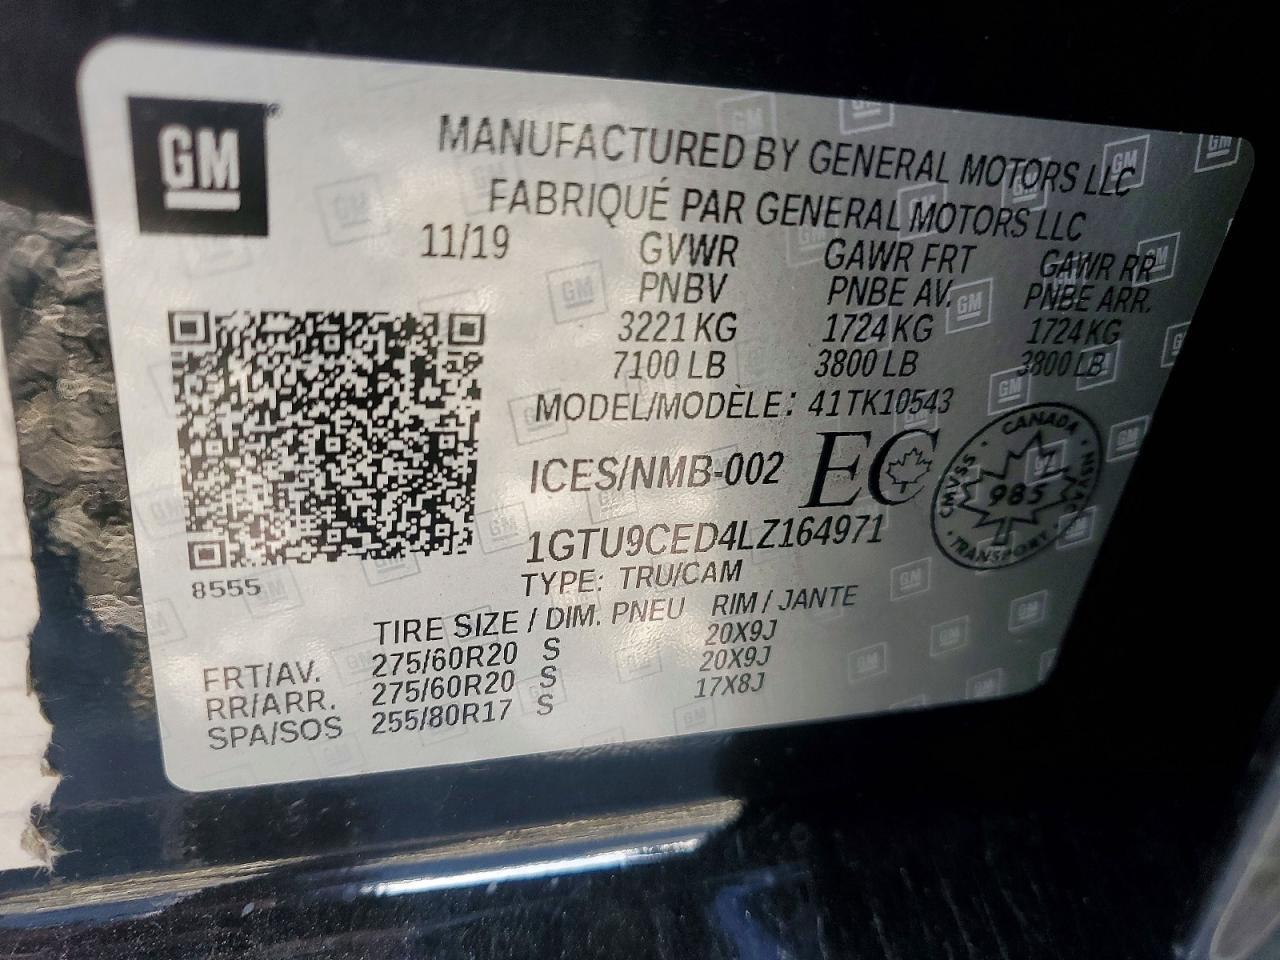 GM
MANUFACTURED BY GENERAL MOTORS LLC
FABRIQUÉ PAR GENERAL MOTORS LLC
11/19 GVWR GAWR FRT GAWR RR
PNBV PNBE AV. PNBE ARR.
3221 KG 1724 KG 1724 KG
7100 LB 3800 LB 3800 LB
MODEL/MODÈLE: 41TK10543
ICES/NMB-002 EC
CANADA
CMVSS 985 NSVAC
TRANSPORT
1GTU9CED4LZ164971
8555 TYPE: TRU/CAM
TIRE SIZE / DIM. PNEU RIM / JANTE
FRT/AV. 275/60R20 S 20X9J
RR/ARR. 275/60R20 S 20X9J
SPA/SOS 255/80R17 S 17X8J